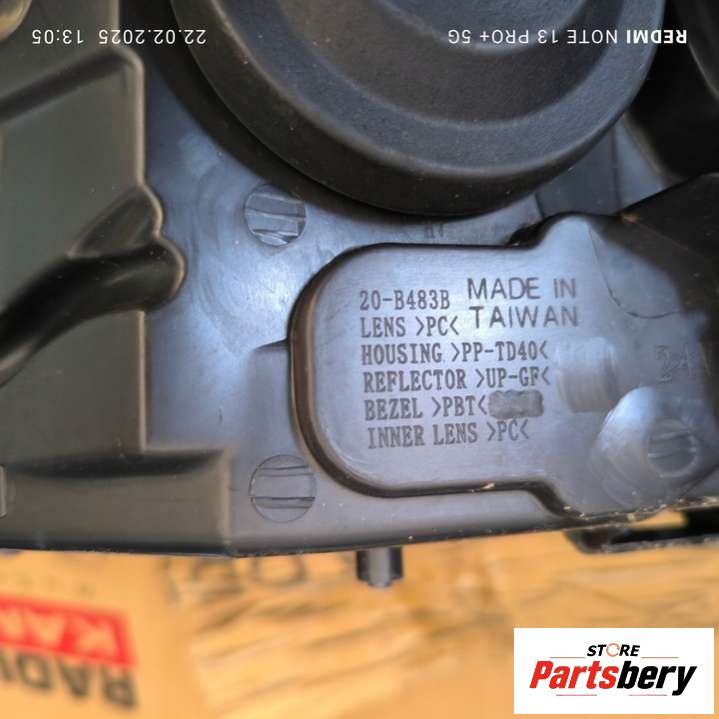 REDMI NOTE 13 PRO+ 5G
22.02.2025 13:05
20-B483B MADE IN
LENS >PC< TAIWAN
HOUSING >PP-TD40<
REFLECTOR >UP-GF<
BEZEL >PBT<
INNER LENS >PC<
STORE
Partsbery